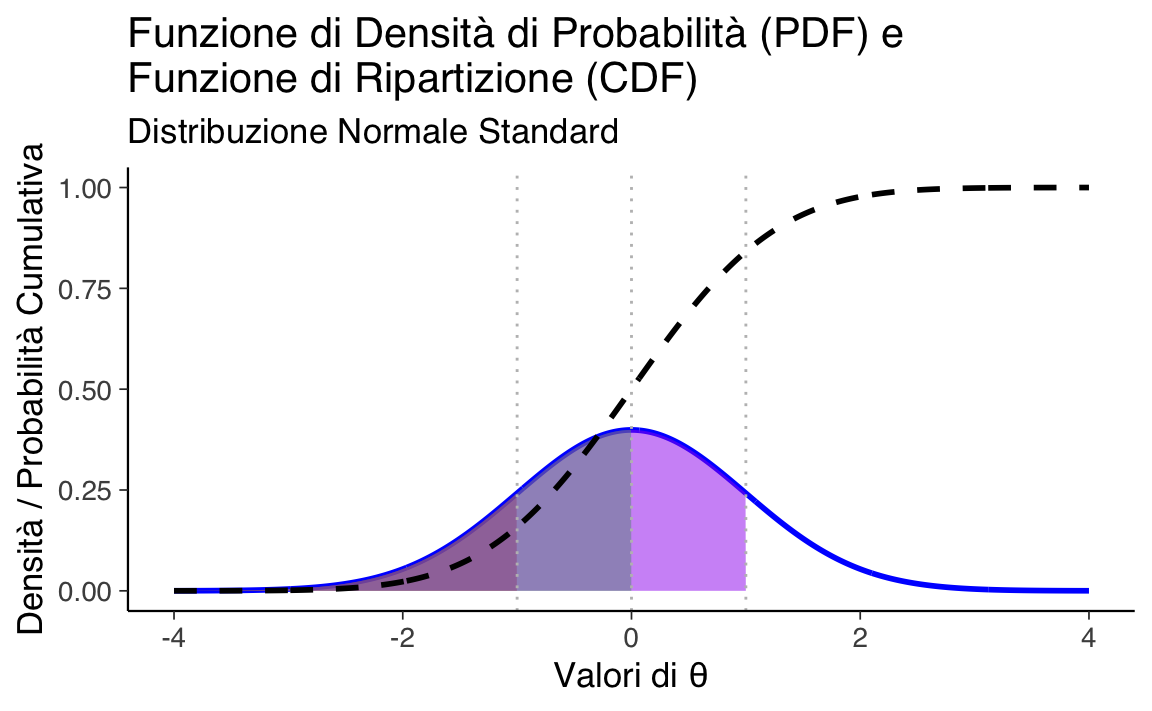 Funzione di Densità di Probabilità (PDF) e
Funzione di Ripartizione (CDF)
Distribuzione Normale Standard
Densità / Probabilità Cumulativa
1.00
0.75
0.50
0.25
0.00
-4
-2
0
2
4
Valori di θ